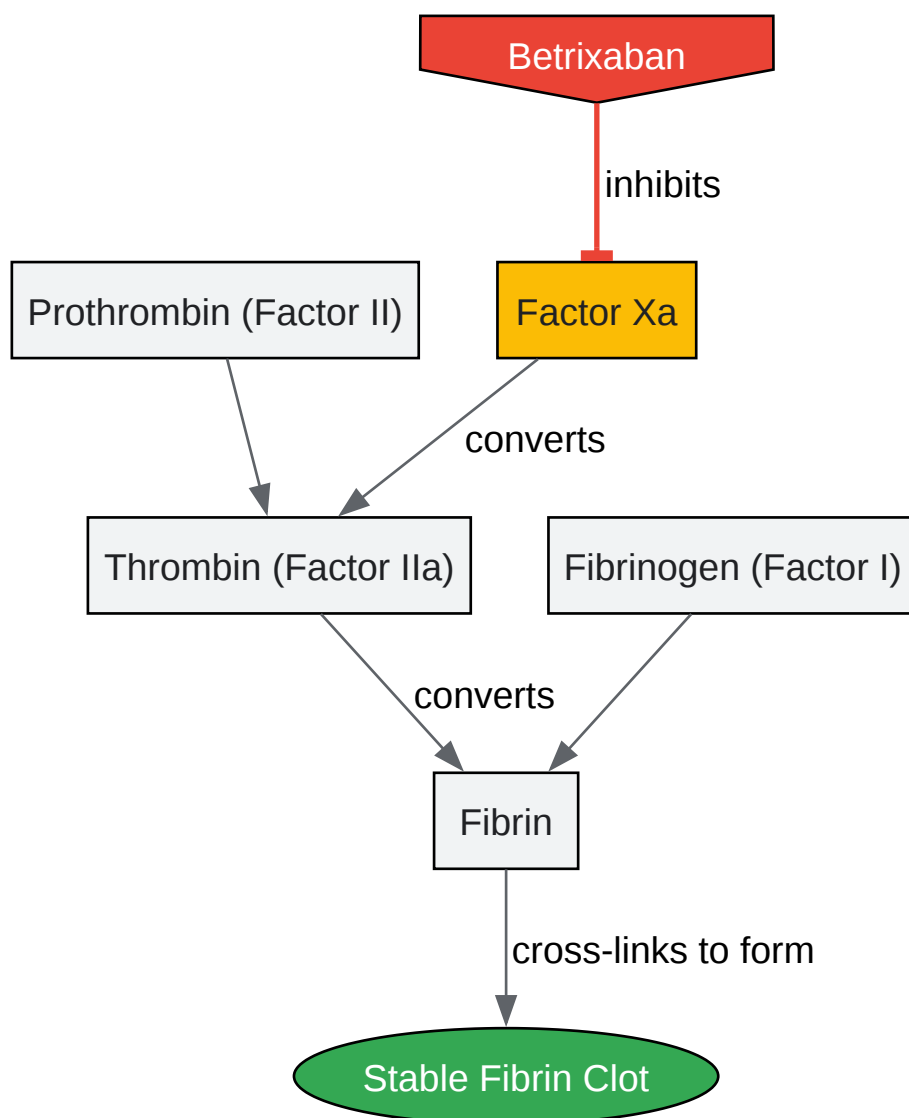 Betrixaban
inhibits
Prothrombin (Factor II)
Factor Xa
converts
Thrombin (Factor IIa)
Fibrinogen (Factor I)
converts
Fibrin
cross-links to form
Stable Fibrin Clot